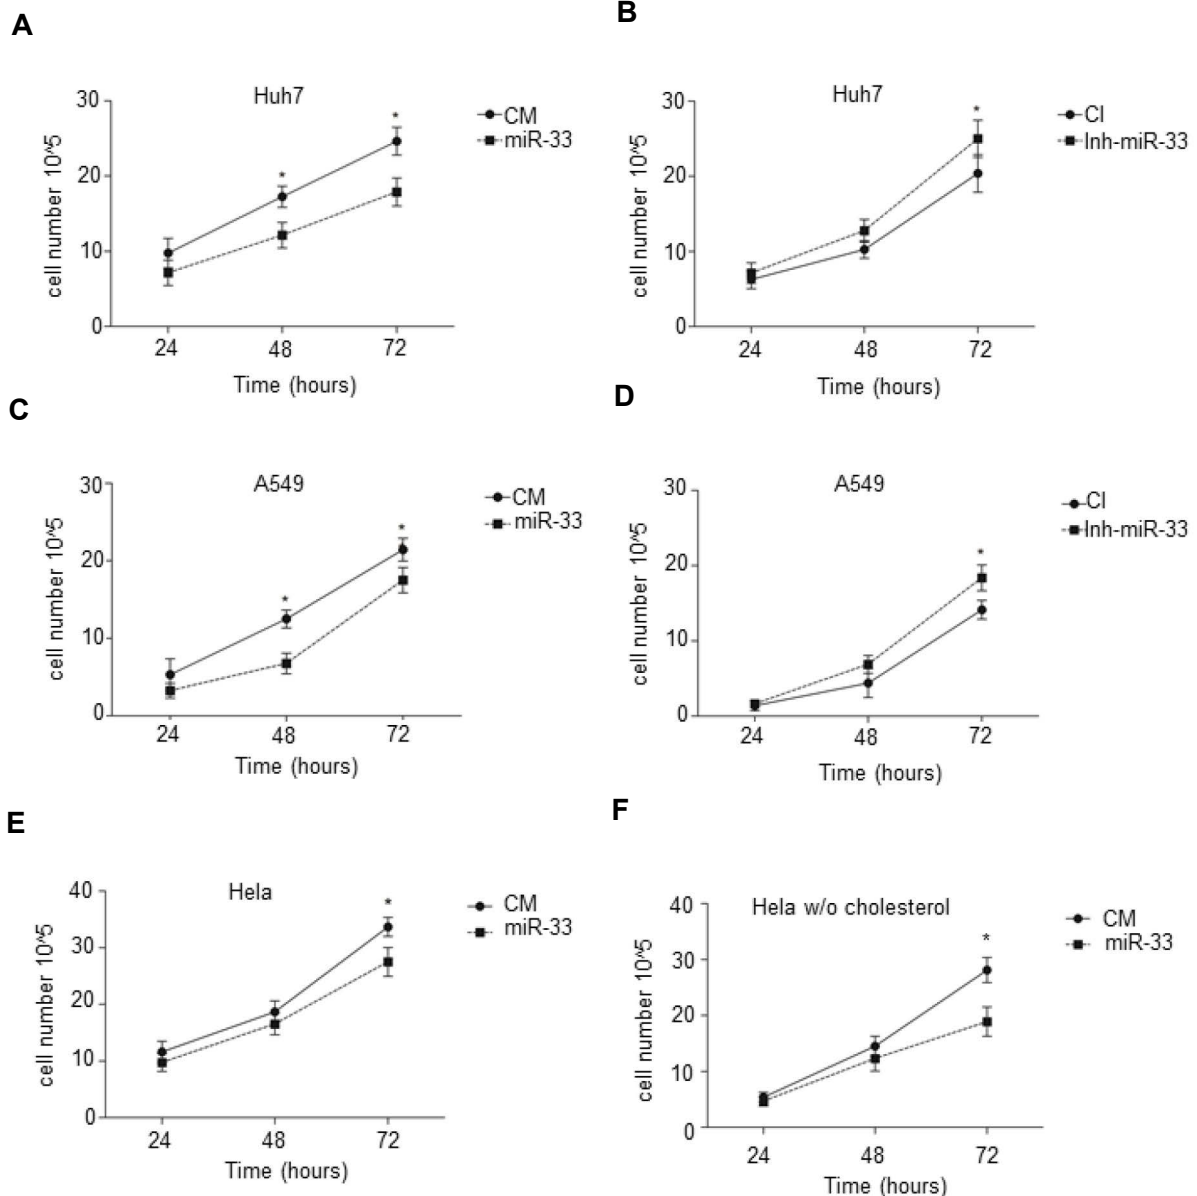 A
Huh7
CM
miR-33
cell number 10^5
30
20
10
0
*
*
24
48
72
Time (hours)
B
Huh7
CI
Inh-miR-33
cell number 10^5
30
20
10
0
*
24
48
72
Time (hours)
C
A549
CM
miR-33
cell number 10^5
30
20
10
0
*
*
24
48
72
Time (hours)
D
A549
CI
Inh-miR-33
cell number 10^5
30
20
10
0
*
24
48
72
Time (hours)
E
Hela
CM
miR-33
cell number 10^5
40
30
20
10
0
*
24
48
72
Time (hours)
F
Hela w/o cholesterol
CM
miR-33
cell number 10^5
40
30
20
10
0
*
24
48
72
Time (hours)